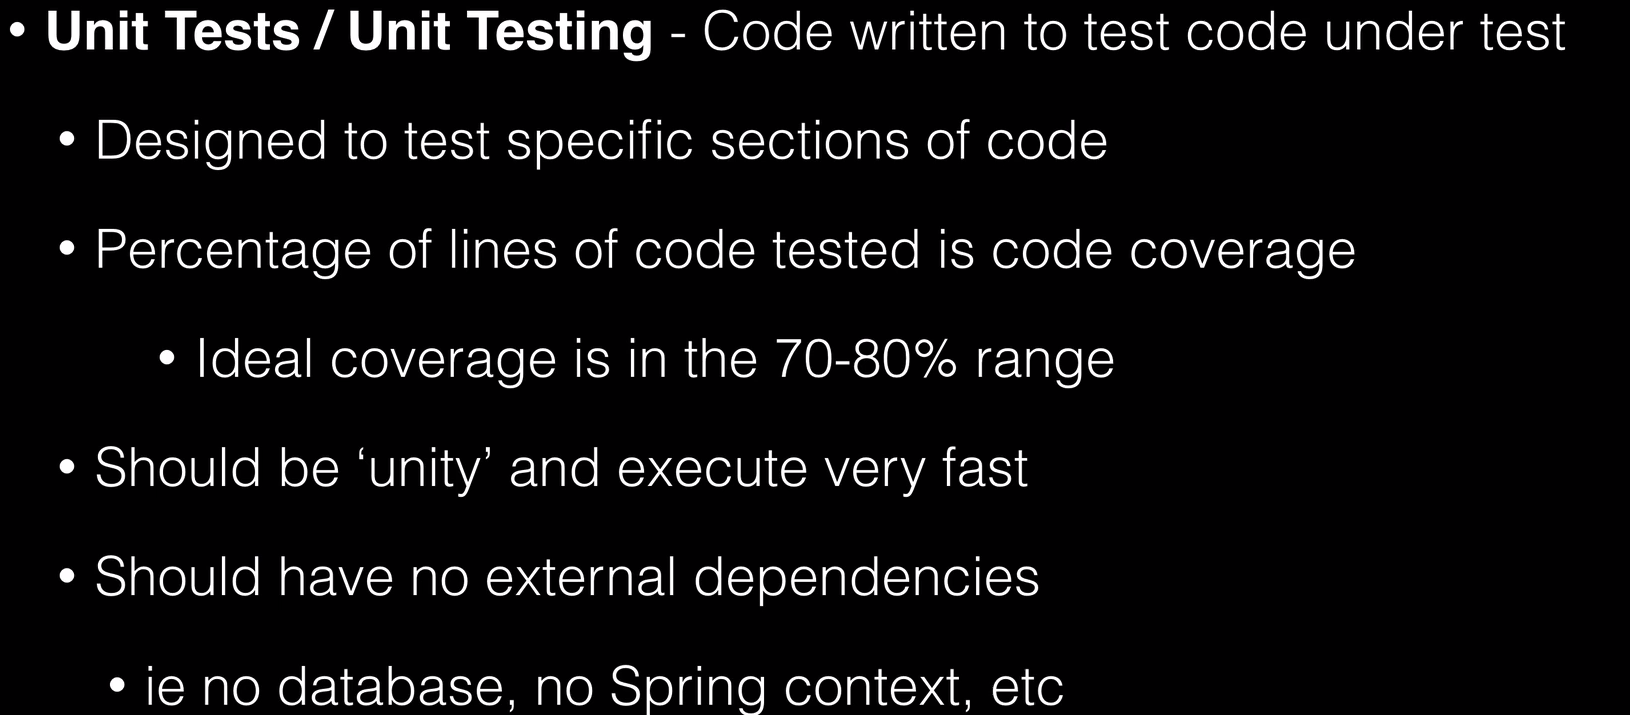 • Unit Tests / Unit Testing - Code written to test code under test
• Designed to test specific sections of code
• Percentage of lines of code tested is code coverage
• Ideal coverage is in the 70-80% range
• Should be ‘unity’ and execute very fast
• Should have no external dependencies
• ie no database, no Spring context, etc